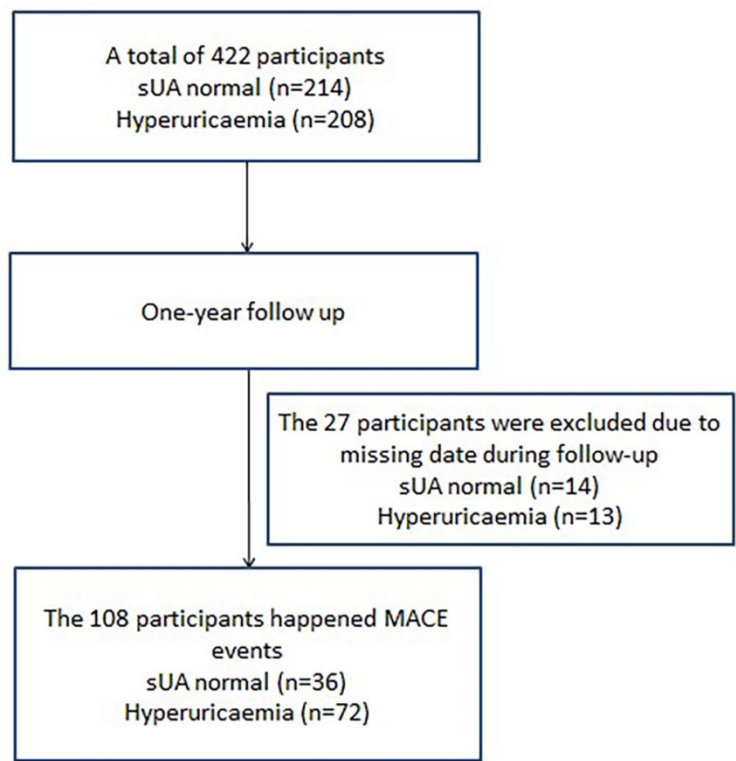 A total of 422 participants
sUA normal (n=214)
Hyperuricaemia (n=208)
One-year follow up
The 27 participants were excluded due to
missing date during follow-up
sUA normal (n=14)
Hyperuricaemia (n=13)
The 108 participants happened MACE
events
sUA normal (n=36)
Hyperuricaemia (n=72)